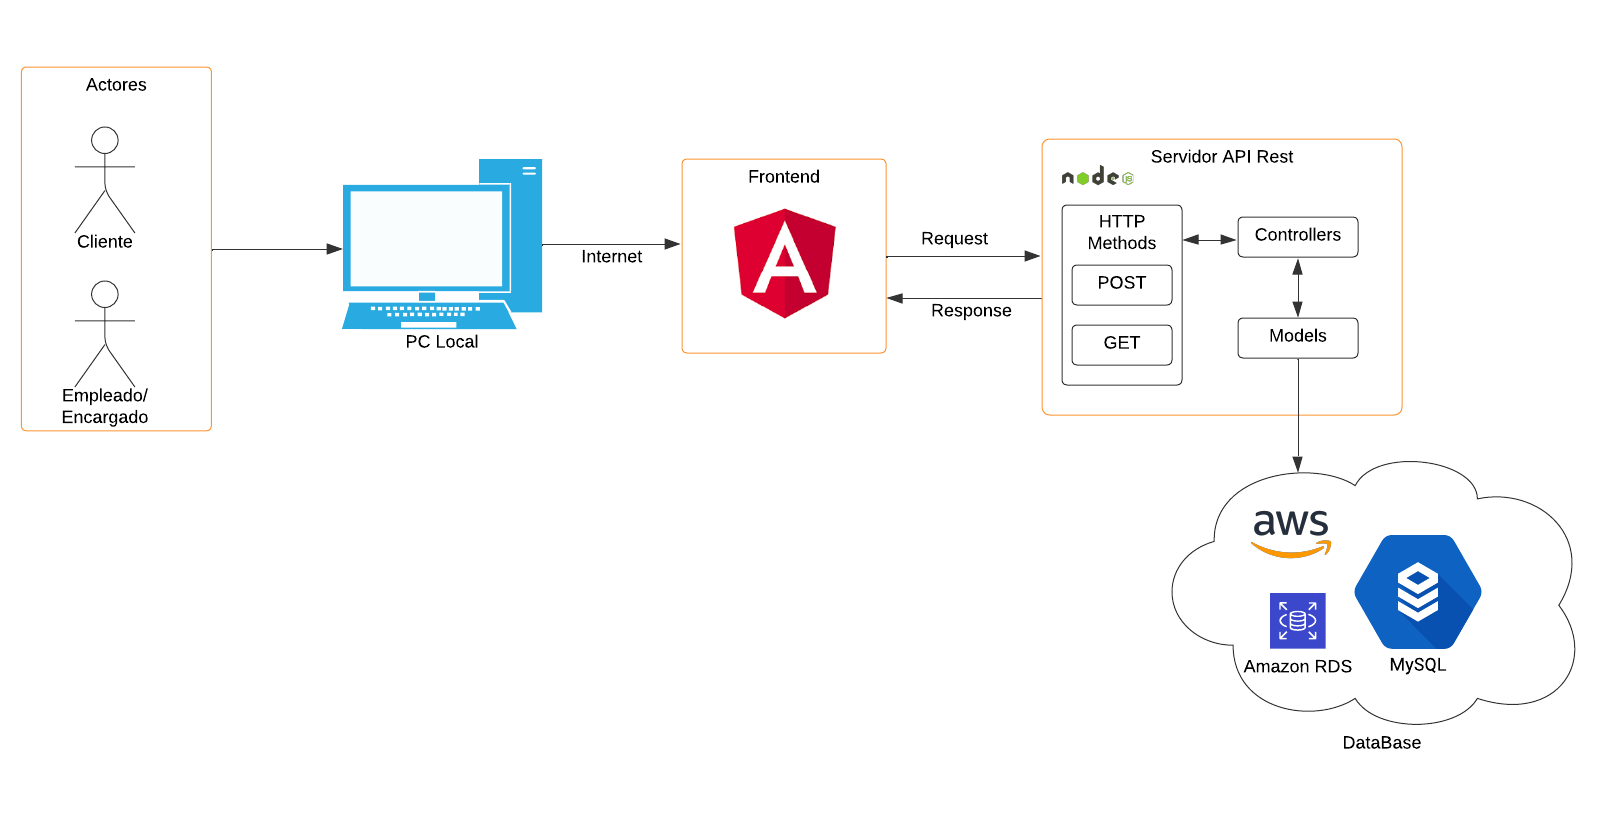 Actores
Cliente
Empleado/
Encargado
PC Local
Internet
Frontend
A
Request
Response
Servidor API Rest
node JS
HTTP
Methods
POST
GET
Controllers
Models
aws
Amazon RDS
MySQL
DataBase